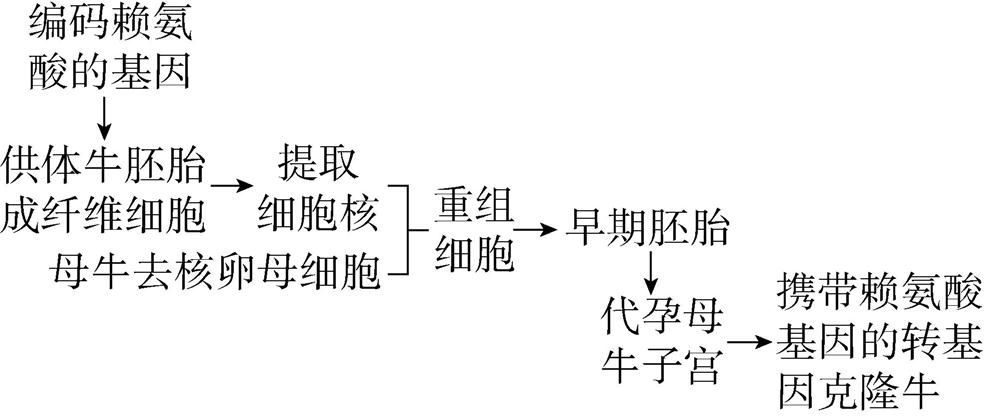 编码赖氨
酸的基因
供体牛胚胎
成纤维细胞
提取
细胞核
母牛去核卵母细胞
重组
细胞
早期胚胎
代孕母
牛子宫
携带赖氨酸
基因的转基
因克隆牛